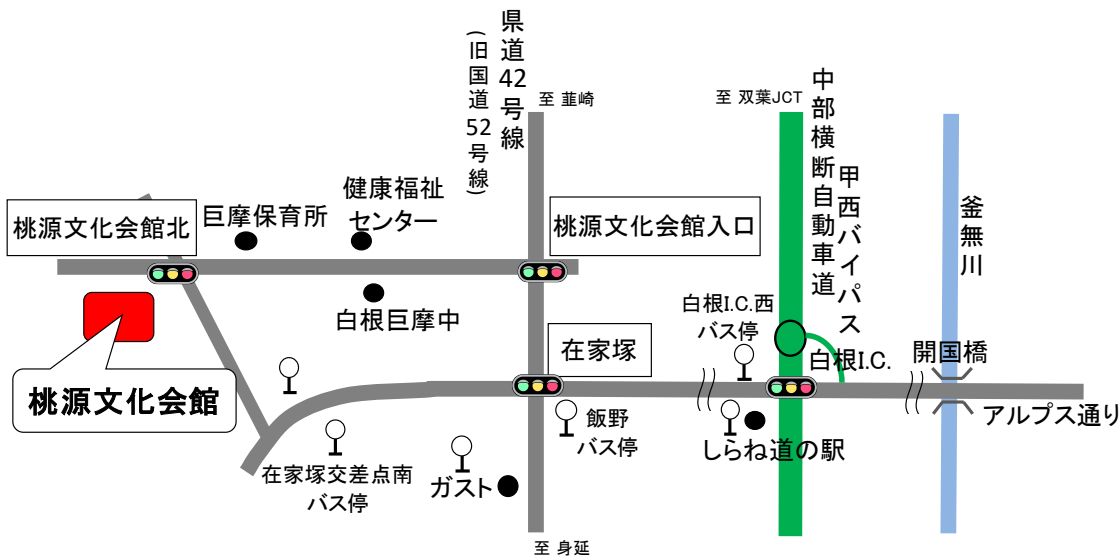 県道42号線
(旧国道52号線)
至 韮崎
至 双葉JCT
中部横断自動車道
甲西バイパス
釜無川
桃源文化会館北
巨摩保育所
健康福祉
センター
桃源文化会館入口
白根巨摩中
白根I.C.西
バス停
白根I.C.
開国橋
在家塚
桃源文化会館
アルプス通り
飯野
バス停
しらね道の駅
在家塚交差点南
バス停
ガスト
至 身延